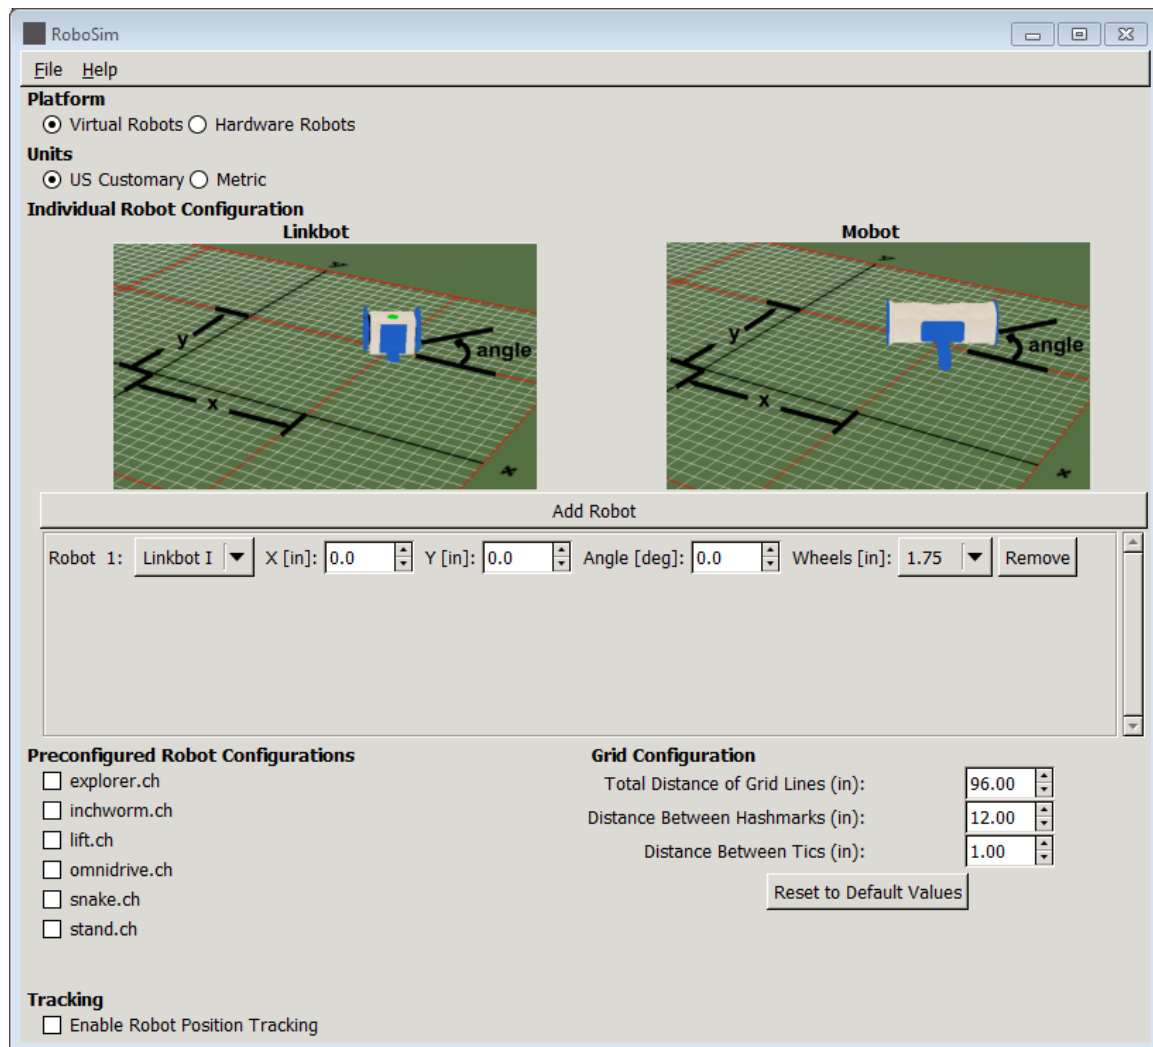 RoboSim
File Help
Platform
Virtual Robots Hardware Robots
Units
US Customary Metric
Individual Robot Configuration
Linkbot Mobot
y
y
angle
x
x
y
y
angle
x
x
Add Robot
Robot 1: Linkbot I X [in]: 0.0 Y [in]: 0.0 Angle [deg]: 0.0 Wheels [in]: 1.75 Remove
Preconfigured Robot Configurations
explorer.ch
inchworm.ch
lift.ch
omnidrive.ch
snake.ch
stand.ch
Grid Configuration
Total Distance of Grid Lines (in): 96.00
Distance Between Hashmarks (in): 12.00
Distance Between Tics (in): 1.00
Reset to Default Values
Tracking
Enable Robot Position Tracking